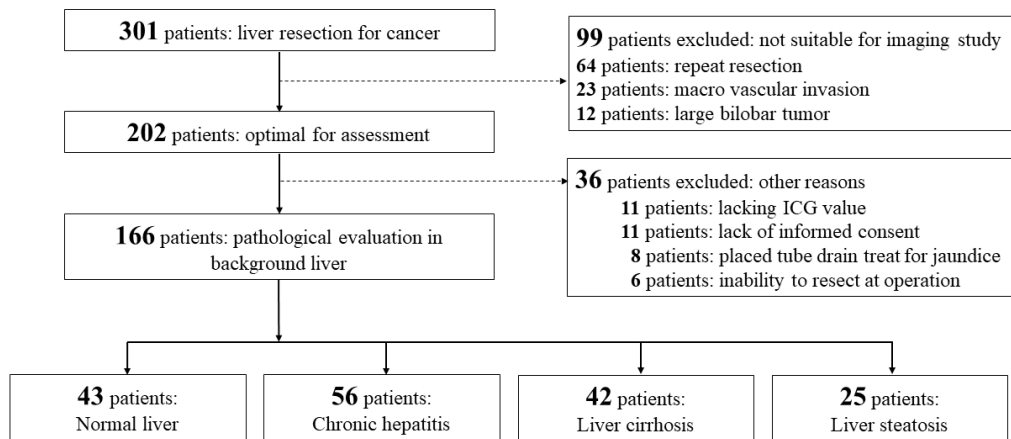 301 patients: liver resection for cancer
99 patients excluded: not suitable for imaging study
64 patients: repeat resection
23 patients: macro vascular invasion
12 patients: large bilobar tumor
202 patients: optimal for assessment
36 patients excluded: other reasons
11 patients: lacking ICG value
11 patients: lack of informed consent
8 patients: placed tube drain treat for jaundice
6 patients: inability to resect at operation
166 patients: pathological evaluation in
background liver
43 patients:
Normal liver
56 patients:
Chronic hepatitis
42 patients:
Liver cirrhosis
25 patients:
Liver steatosis